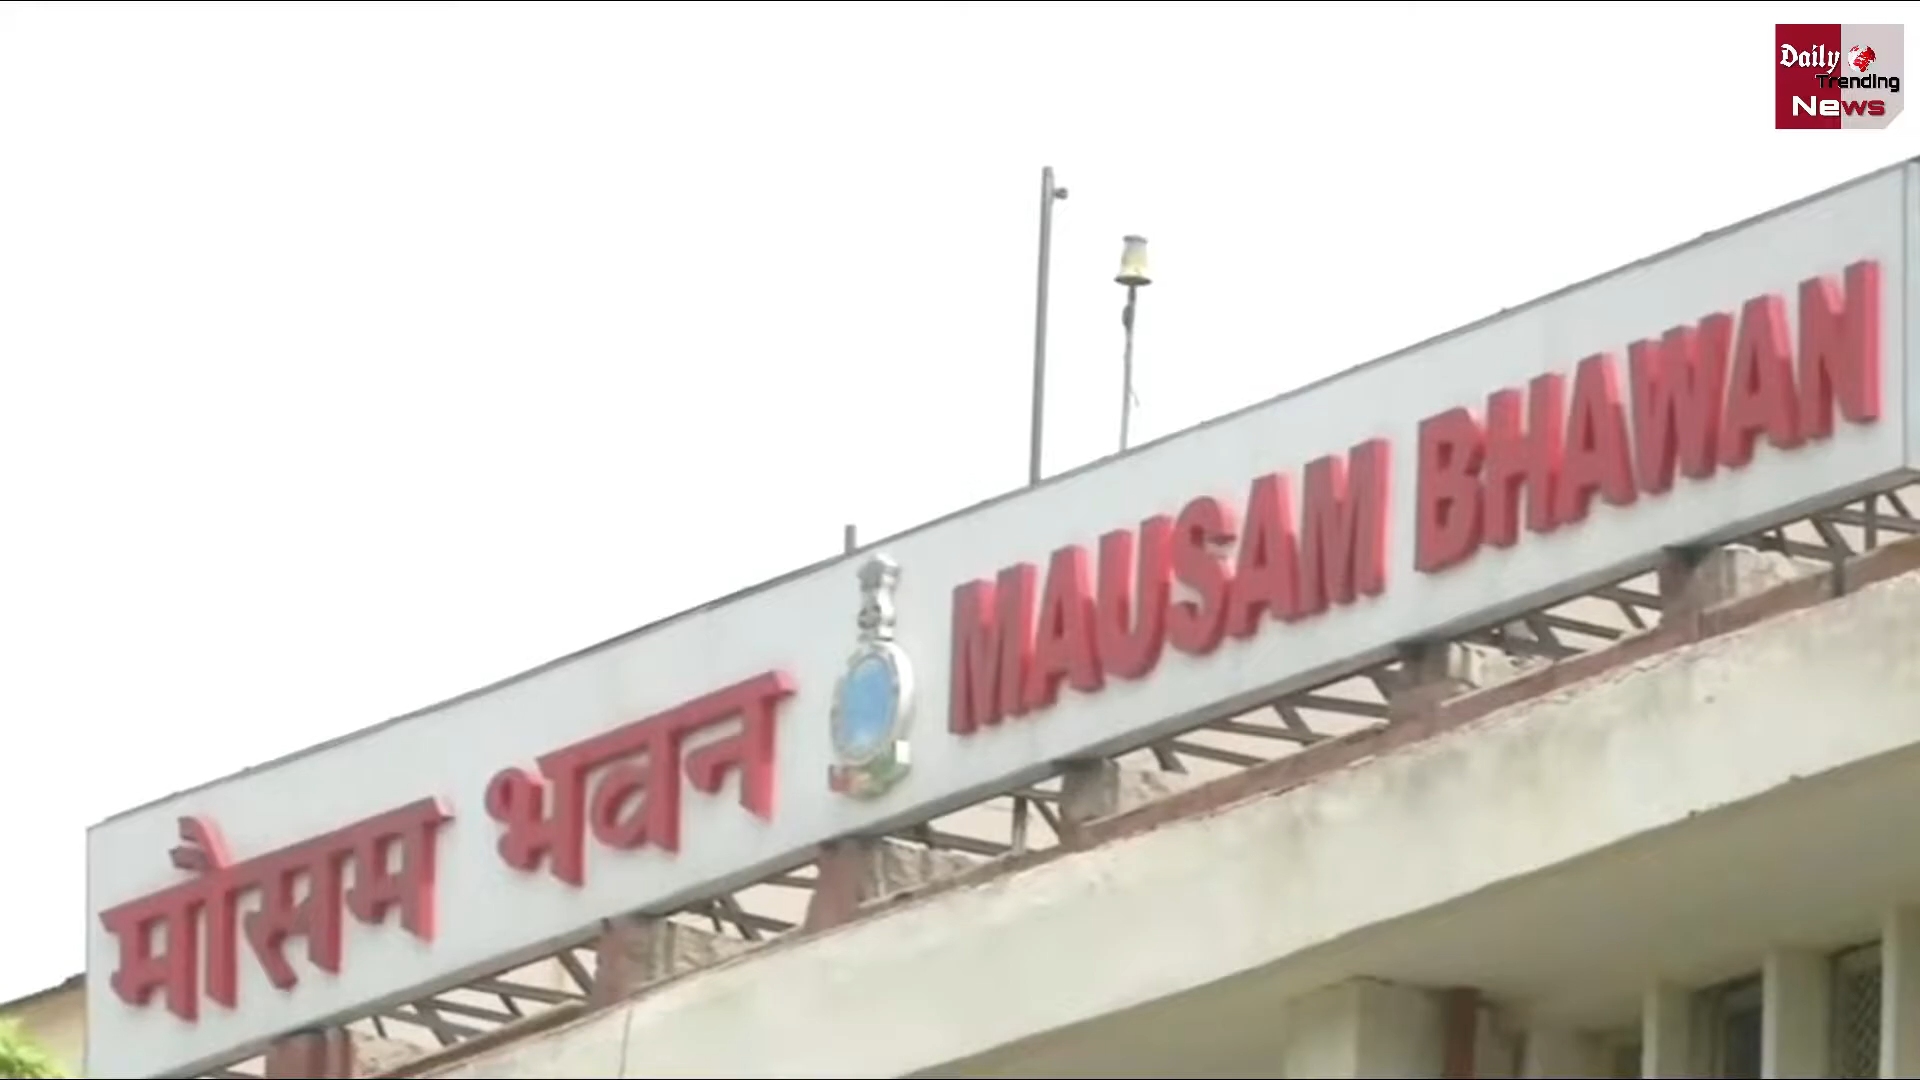 Daily
Trending
News
मौसम भवन MAUSAM BHAWAN